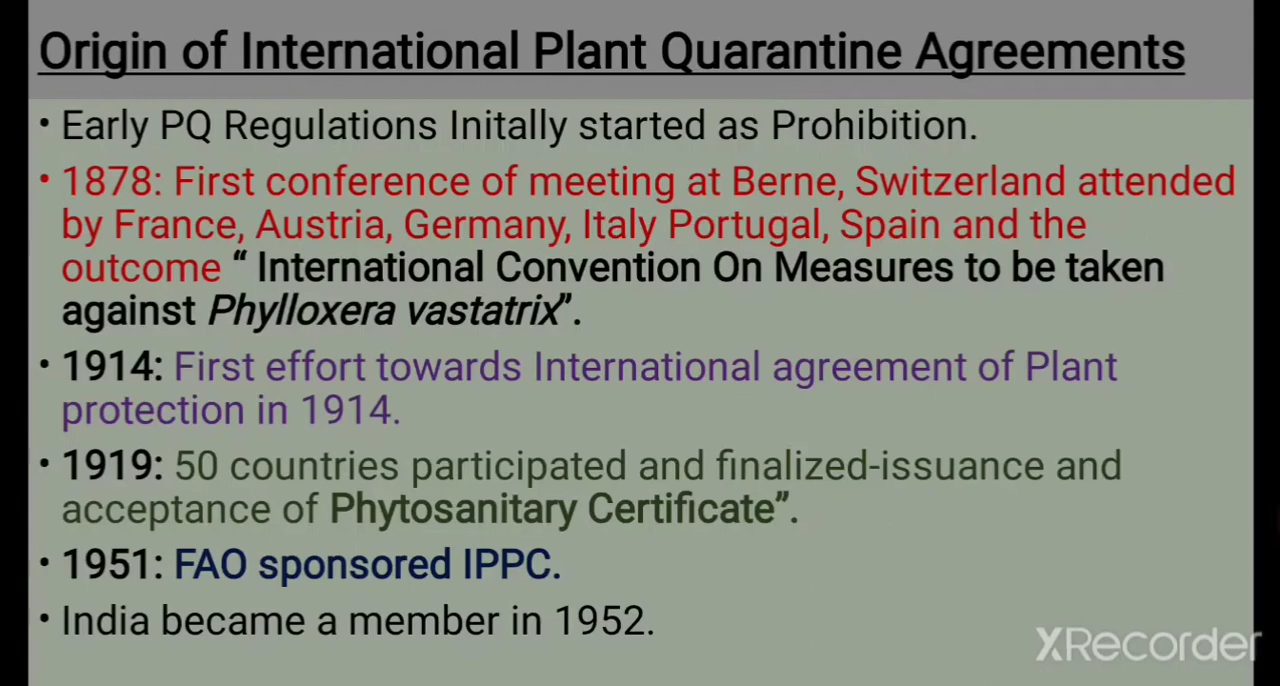 Origin of International Plant Quarantine Agreements
• Early PQ Regulations Initally started as Prohibition.
• 1878: First conference of meeting at Berne, Switzerland attended
by France, Austria, Germany, Italy Portugal, Spain and the
outcome “ International Convention On Measures to be taken
against Phylloxera vastatrix”.
• 1914: First effort towards International agreement of Plant
protection in 1914.
• 1919: 50 countries participated and finalized-issuance and
acceptance of Phytosanitary Certificate”.
• 1951: FAO sponsored IPPC.
• India became a member in 1952.
XRecorder